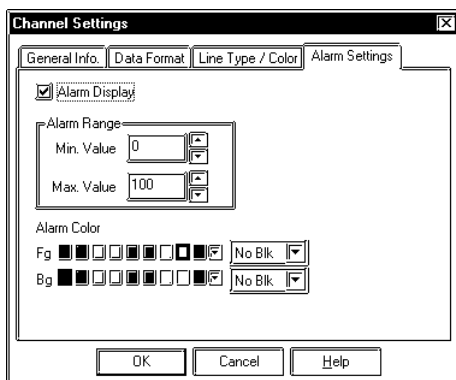 Channel Settings
General Info. Data Format Line Type / Color Alarm Settings
Alarm Display
Alarm Range
Min. Value 0
Max. Value 100
Alarm Color
Fg No Blk
Bg No Blk
OK Cancel Help